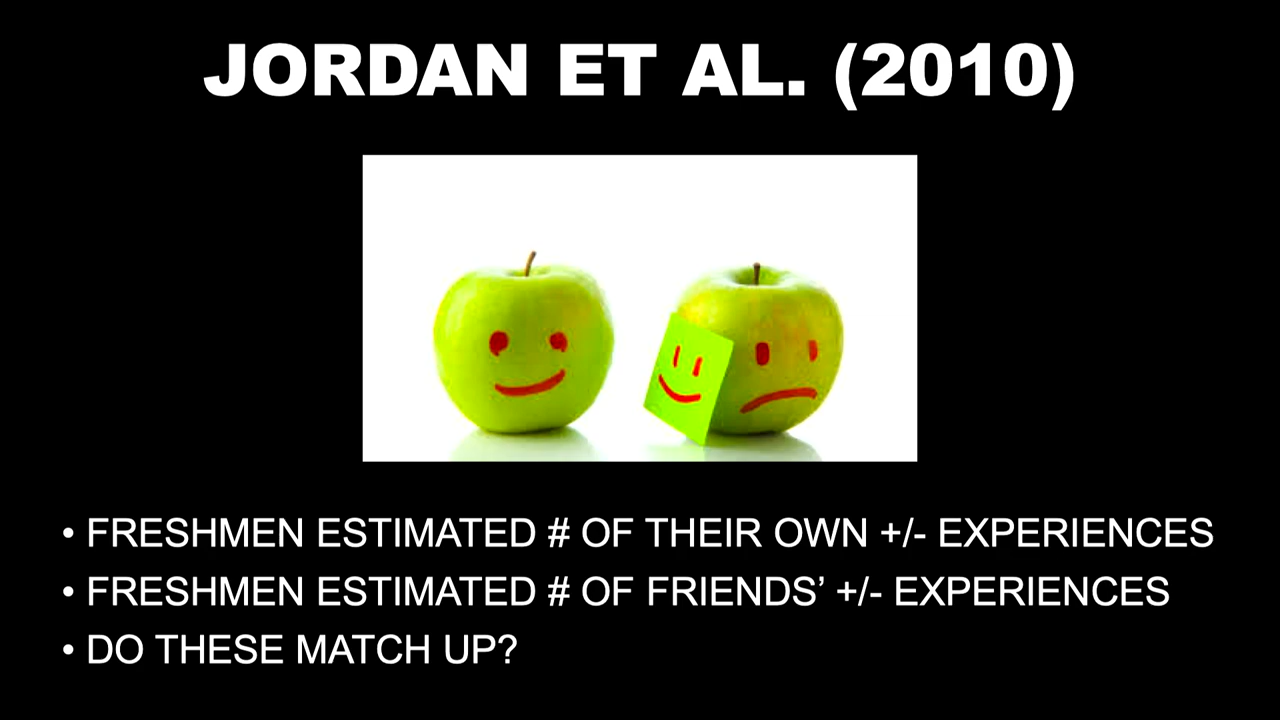 JORDAN ET AL. (2010)
• FRESHMEN ESTIMATED # OF THEIR OWN +/- EXPERIENCES
• FRESHMEN ESTIMATED # OF FRIENDS’ +/- EXPERIENCES
• DO THESE MATCH UP?